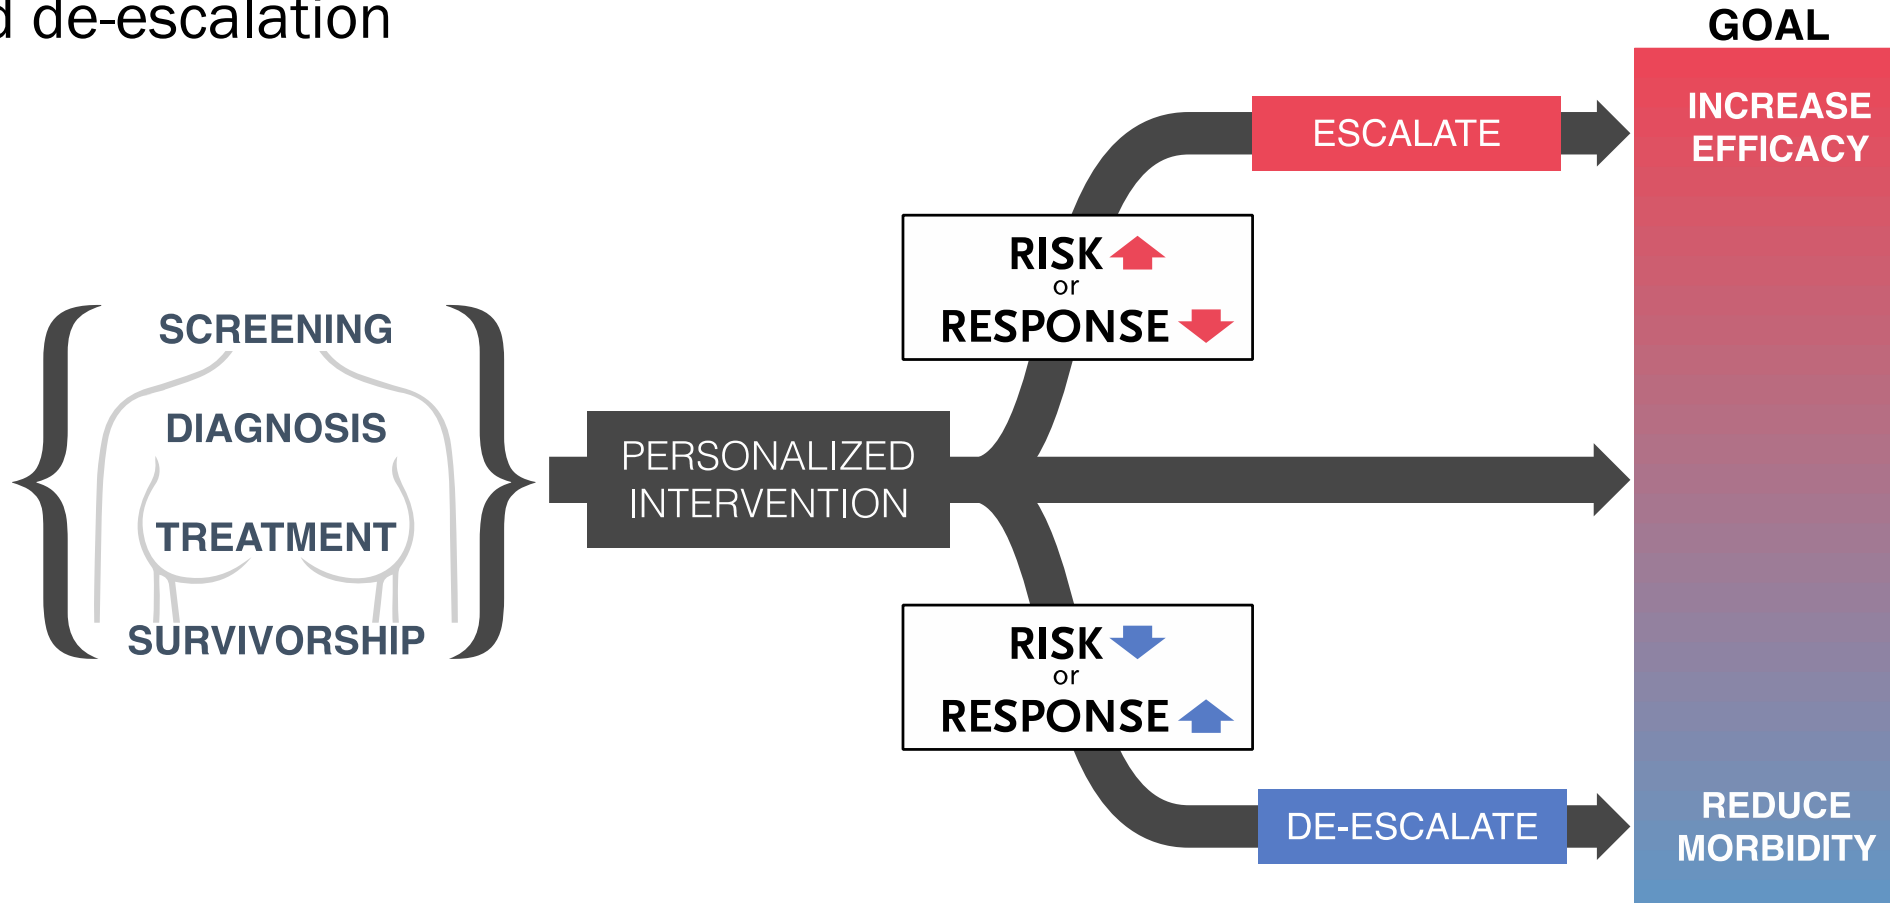 de-escalation
GOAL
INCREASE
EFFICACY
ESCALATE
RISK
or
RESPONSE
SCREENING
DIAGNOSIS
TREATMENT
SURVIVORSHIP
PERSONALIZED
INTERVENTION
RISK
or
RESPONSE
DE-ESCALATE
REDUCE
MORBIDITY